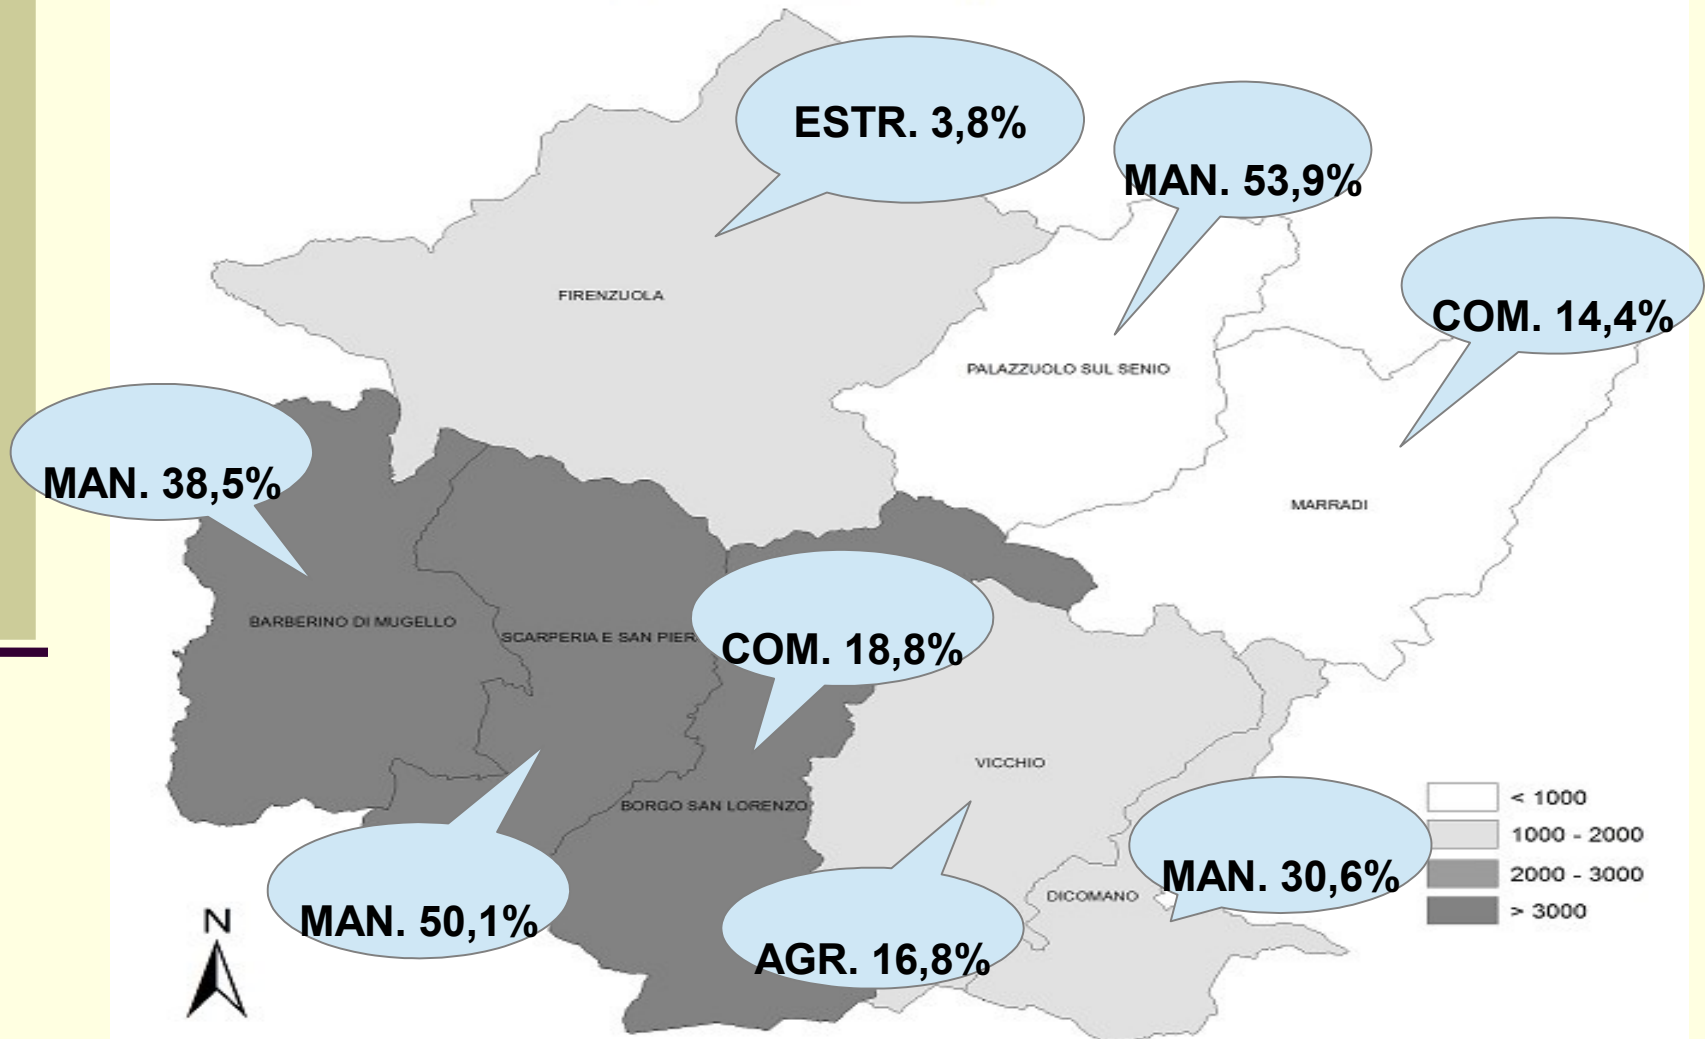 ESTR. 3,8%
MAN. 53,9%
COM. 14,4%
FIRENZUOLA
PALAZZUOLO SUL SENIO
MAN. 38,5%
MARRADI
BARBERINO DI MUGELLO
SCARPERIA E SAN PIER
COM. 18,8%
VICCHIO
BORGO SAN LORENZO
< 1000
1000 - 2000
2000 - 3000
> 3000
MAN. 30,6%
DICOMANO
MAN. 50,1%
AGR. 16,8%
N